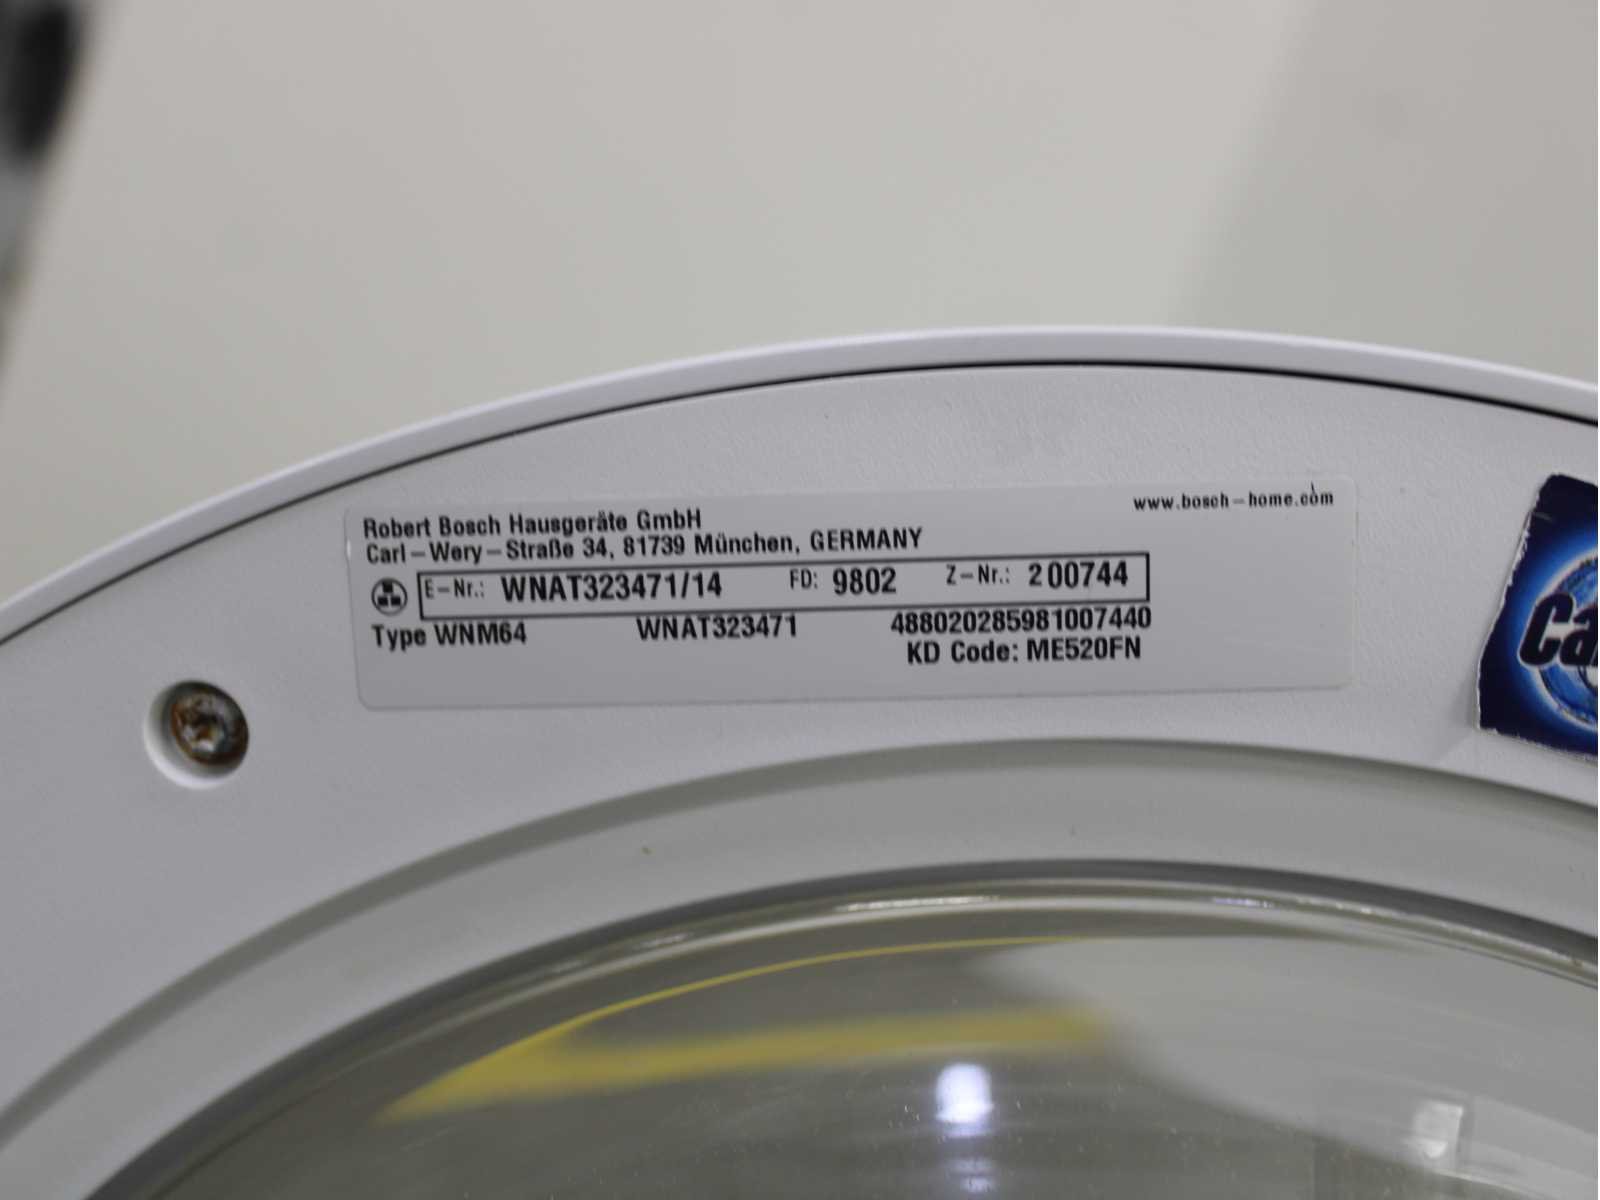 www.bosch-home.com
Robert Bosch Hausgeräte GmbH
Carl-Wery-Straße 34, 81739 München, GERMANY
E-Nr.: WNAT323471/14 FD: 9802 Z-Nr.: 200744
Type WNM64 WNAT323471 488020285981007440
KD Code: ME520FN